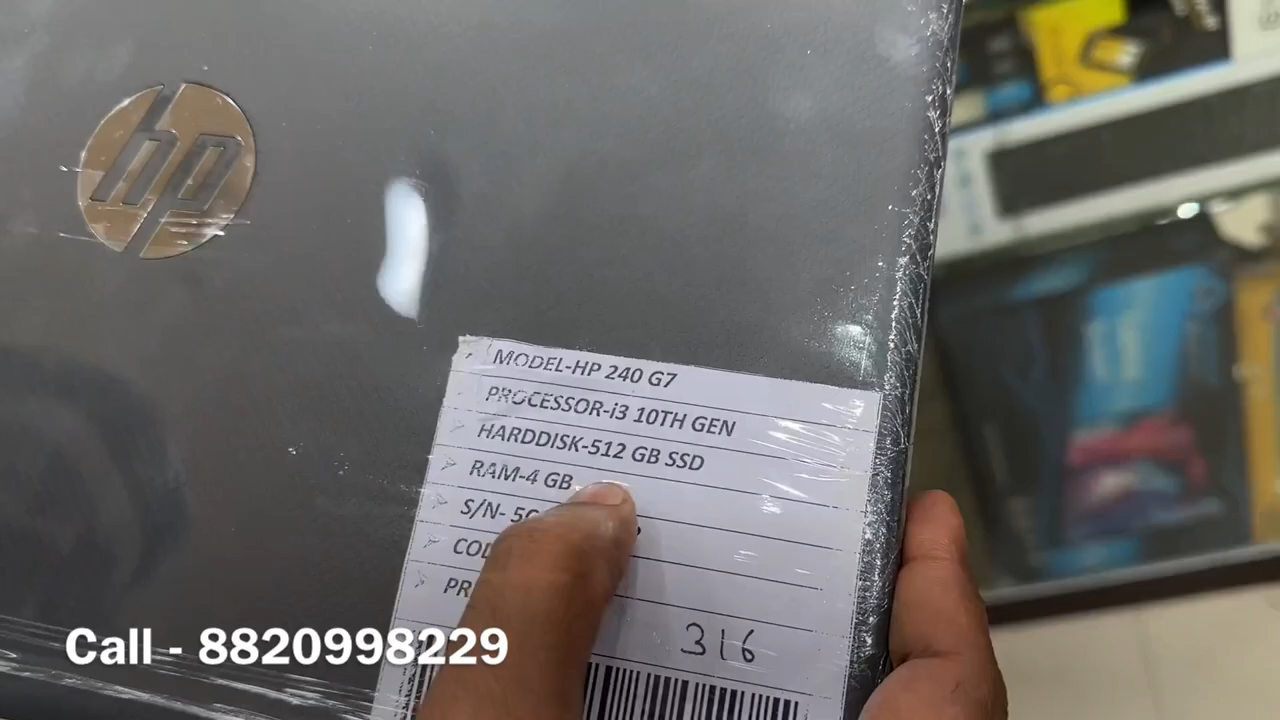 hp
MODEL-HP 240 G7
PROCESSOR-i3 10TH GEN
HARDDISK-512 GB SSD
RAM-4 GB
S/N-
316
Call - 8820998229